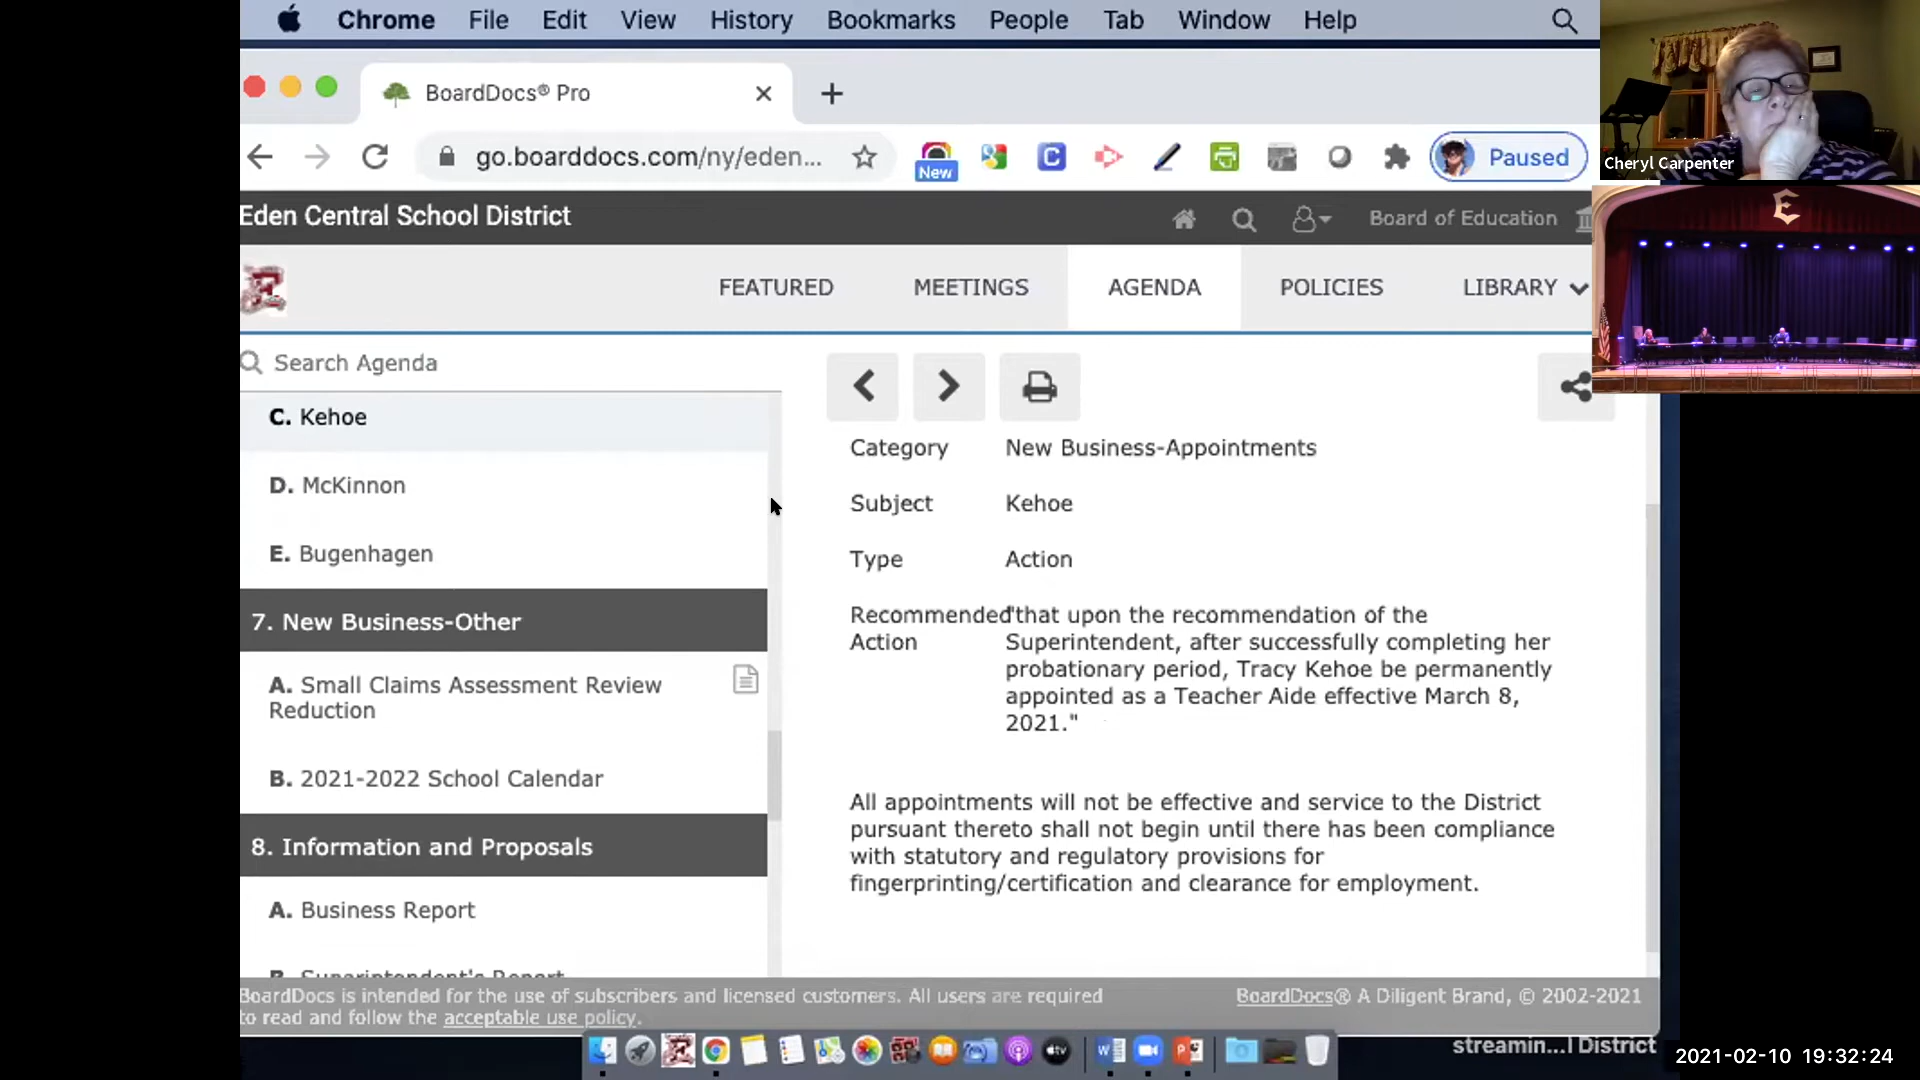 Chrome File Edit View History Bookmarks People Tab Window Help
BoardDocs® Pro
go.boarddocs.com/ny/eden...
New
Paused
Cheryl Carpenter
E
Eden Central School District
Board of Education
FEATURED MEETINGS AGENDA POLICIES LIBRARY
Search Agenda
C. Kehoe
D. McKinnon
E. Bugenhagen
7. New Business-Other
A. Small Claims Assessment Review
Reduction
B. 2021-2022 School Calendar
8. Information and Proposals
A. Business Report
B. Superintendent's Report
Category New Business-Appointments
Subject Kehoe
Type Action
Recommended "that upon the recommendation of the
Action Superintendent, after successfully completing her
probationary period, Tracy Kehoe be permanently
appointed as a Teacher Aide effective March 8,
2021."
All appointments will not be effective and service to the District
pursuant thereto shall not begin until there has been compliance
with statutory and regulatory provisions for
fingerprinting/certification and clearance for employment.
BoardDocs is intended for the use of subscribers and licensed customers. All users are required
to read and follow the acceptable use policy.
BoardDocs® A Diligent Brand, © 2002-2021
tv
streamin...l District
2021-02-10 19:32:24